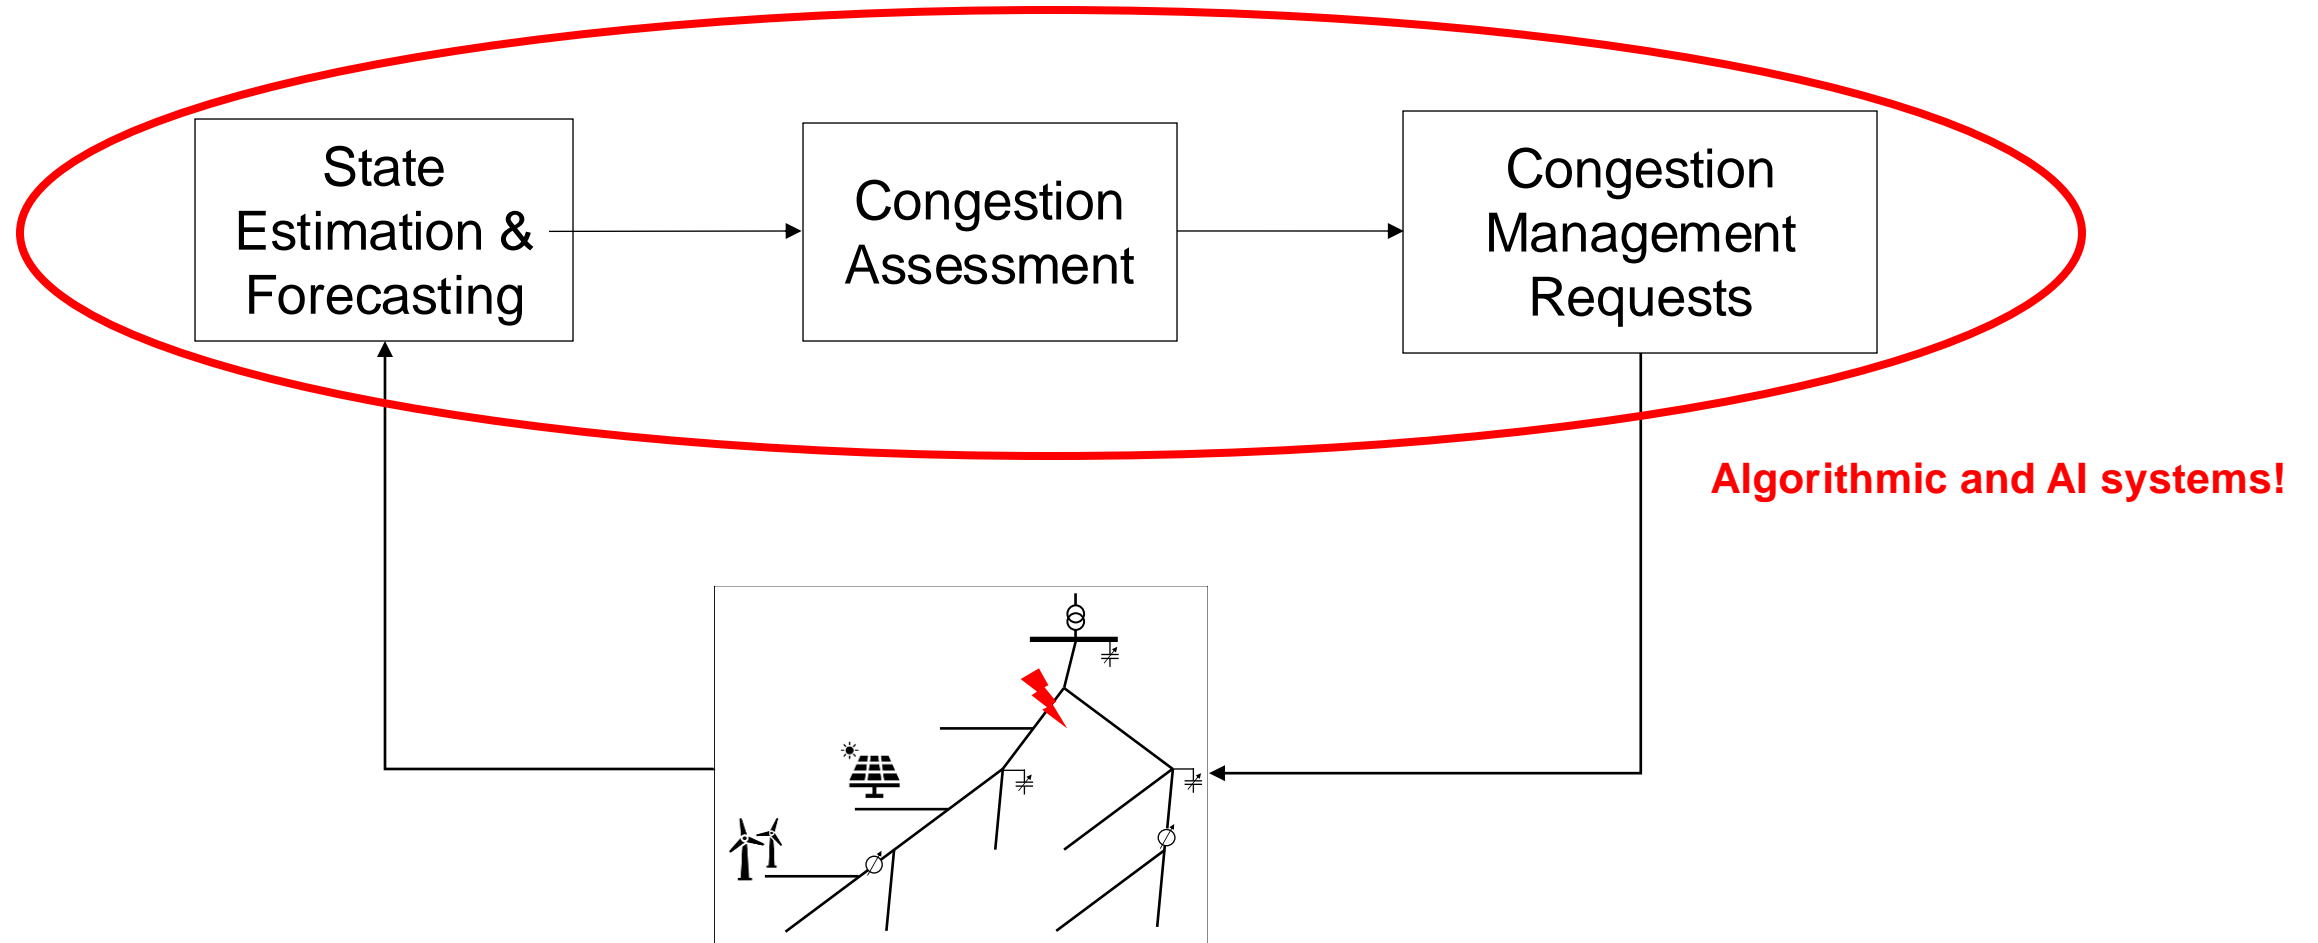 State
Estimation &
Forecasting
Congestion
Assessment
Congestion
Management
Requests
Algorithmic and AI systems!